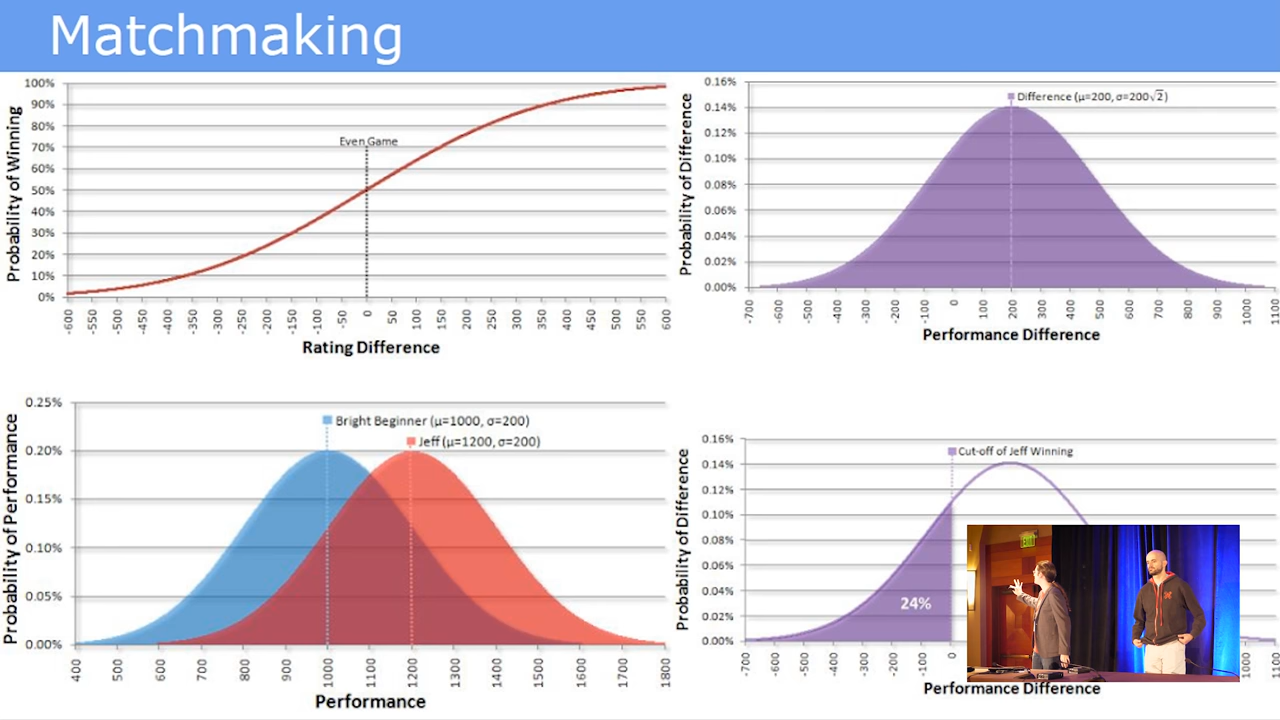 Matchmaking
100%
90%
80%
70%
60%
50%
40%
30%
20%
10%
0%
Probability of Winning
Even Game
-600 -550 -500 -450 -400 -350 -300 -250 -200 -150 -100 -50 0 50 100 150 200 250 300 350 400 450 500 550 600
Rating Difference
0.16%
0.14%
0.12%
0.10%
0.08%
0.06%
0.04%
0.02%
0.00%
Probability of Difference
Difference (μ=200, σ=200√2)
-700 -600 -500 -400 -300 -200 -100 0 100 200 300 400 500 600 700 800 900 1000 1100
Performance Difference
0.25%
0.20%
0.15%
0.10%
0.05%
0.00%
Probability of Performance
Bright Beginner (μ=1000, σ=200)
Jeff (μ=1200, σ=200)
400 500 600 700 800 900 1000 1100 1200 1300 1400 1500 1600 1700 1800
Performance
0.16%
0.14%
0.12%
0.10%
0.08%
0.06%
0.04%
0.02%
0.00%
Probability of Difference
Cut-off of Jeff Winning
24%
EXIT
-700 -600 -500 -400 -300 -200 -100 0 1000
Performance Difference